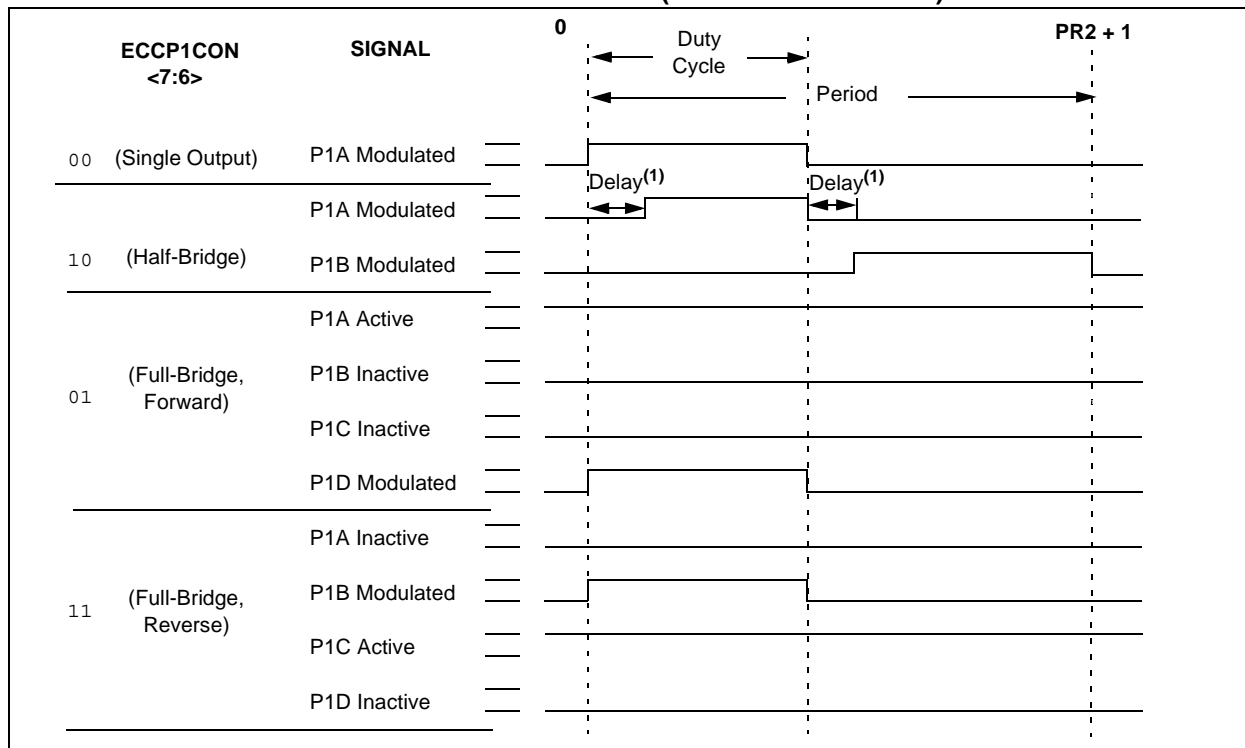 0
PR2 + 1
ECCP1CON
<7:6>
SIGNAL
Duty
Cycle
Period
00 (Single Output) P1A Modulated
Delay(1) Delay(1)
P1A Modulated
10 (Half-Bridge) P1B Modulated
P1A Active
01 (Full-Bridge,
Forward)
P1B Inactive
P1C Inactive
P1D Modulated
P1A Inactive
11 (Full-Bridge,
Reverse)
P1B Modulated
P1C Active
P1D Inactive